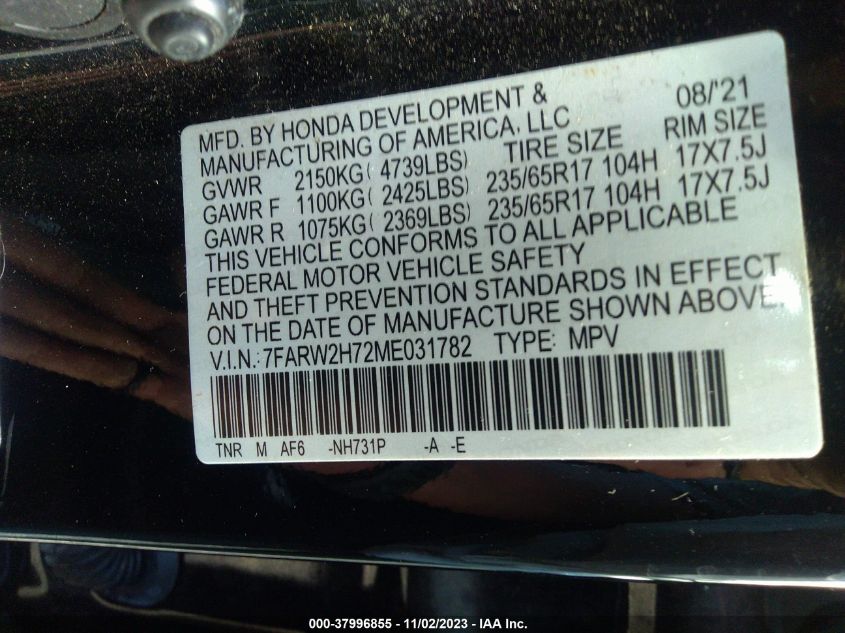 08/'21
MFD. BY HONDA DEVELOPMENT &
MANUFACTURING OF AMERICA, LLC TIRE SIZE RIM SIZE
GVWR 2150KG( 4739LBS)
GAWR F 1100KG( 2425LBS) 235/65R17 104H 17X7.5J
GAWR R 1075KG( 2369LBS) 235/65R17 104H 17X7.5J
THIS VEHICLE CONFORMS TO ALL APPLICABLE
FEDERAL MOTOR VEHICLE SAFETY
AND THEFT PREVENTION STANDARDS IN EFFECT
ON THE DATE OF MANUFACTURE SHOWN ABOVE.
V.I.N.:7FARW2H72ME031782 TYPE: MPV
TNR M AF6 -NH731P -A -E
000-37996855 — 11/02/2023 — IAA Inc.